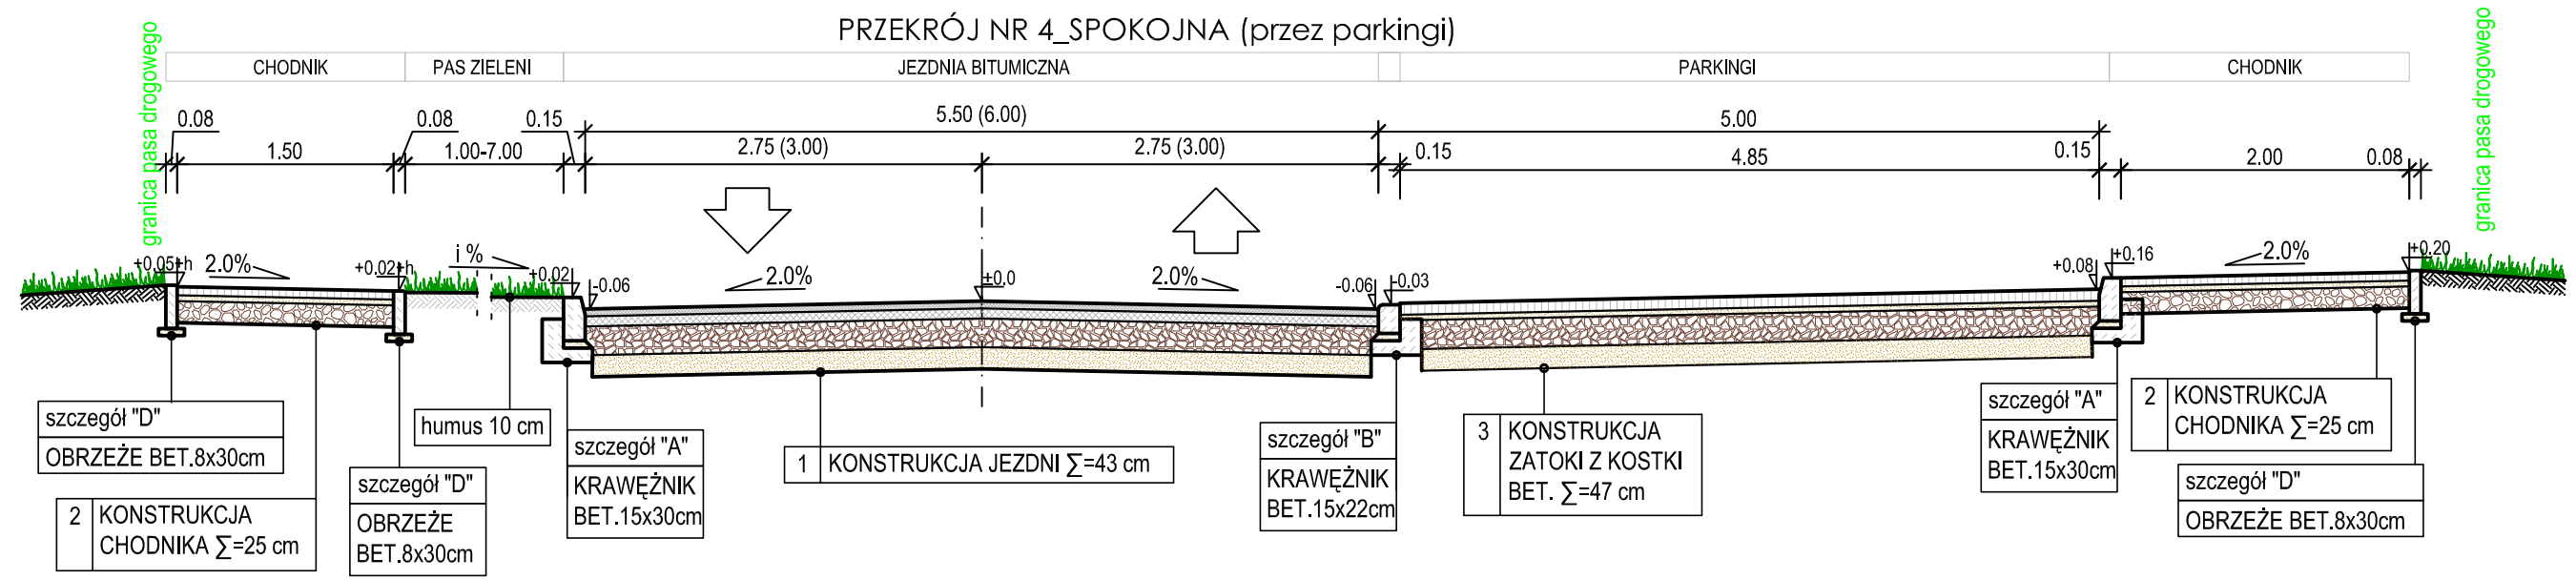 PRZEKRÓJ NR 4_SPOKOJNA (przez parkingi)
granica pasa drogowego
CHODNIK
PAS ZIELENI
JEZDNIA BITUMICZNA
PARKINGI
CHODNIK
granica pasa drogowego
0.08
0.08
0.15
5.50 (6.00)
5.00
1.50
1.00-7.00
2.75 (3.00)
2.75 (3.00)
0.15
4.85
0.15
2.00
0.08
+0.05+h
2.0%
+0.02+h
i %
+0.02
-0.06
2.0%
±0.0
2.0%
-0.06
-0.03
+0.08
+0.16
2.0%
+0.20
szczegół "D"
OBRZEŻE BET.8x30cm
2 KONSTRUKCJA
CHODNIKA ∑=25 cm
szczegół "D"
OBRZEŻE
BET.8x30cm
humus 10 cm
szczegół "A"
KRAWĘŻNIK
BET.15x30cm
1 KONSTRUKCJA JEZDNI ∑=43 cm
szczegół "B"
KRAWĘŻNIK
BET.15x22cm
3 KONSTRUKCJA
ZATOKI Z KOSTKI
BET. ∑=47 cm
szczegół "A"
KRAWĘŻNIK
BET.15x30cm
2 KONSTRUKCJA
CHODNIKA ∑=25 cm
szczegół "D"
OBRZEŻE BET.8x30cm